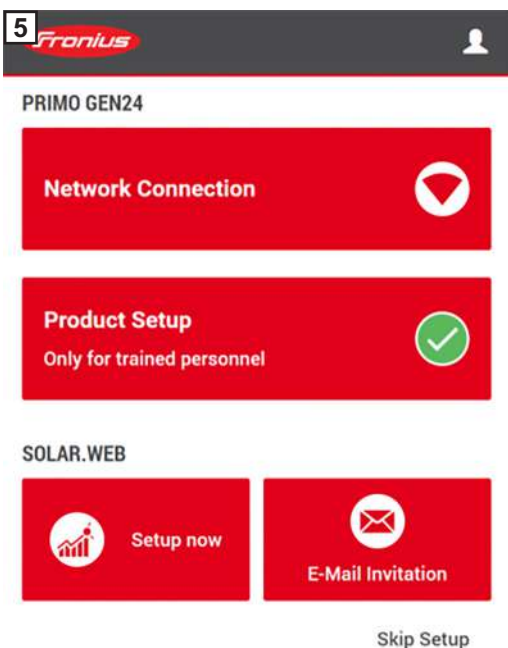 5
Fronius
PRIMO GEN24
Network Connection
Product Setup
Only for trained personnel
SOLAR.WEB
Setup now
E-Mail Invitation
Skip Setup